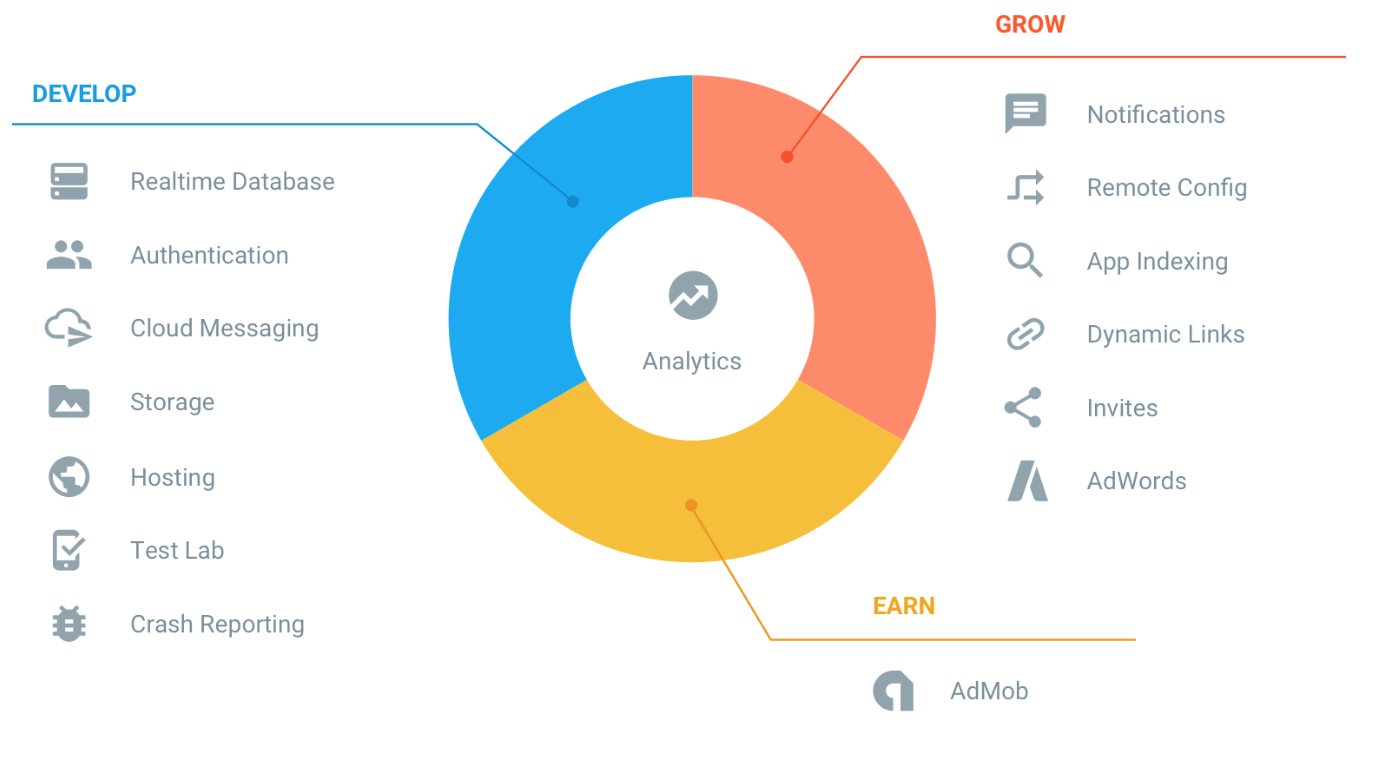 DEVELOP
Realtime Database
Authentication
Cloud Messaging
Storage
Hosting
Test Lab
Crash Reporting
Analytics
GROW
Notifications
Remote Config
App Indexing
Dynamic Links
Invites
AdWords
EARN
AdMob